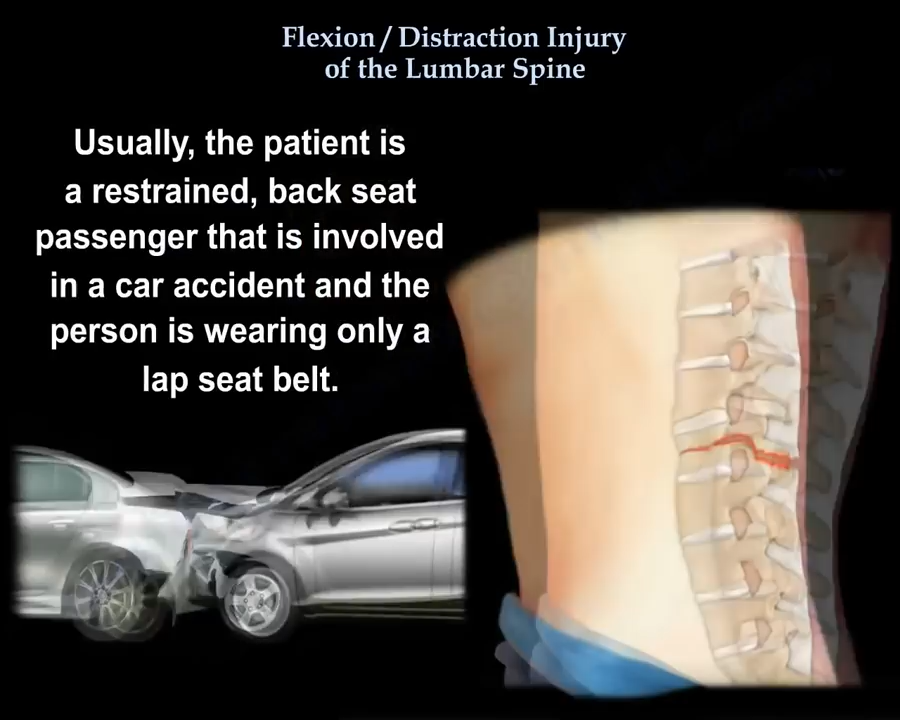 Flexion / Distraction Injury
of the Lumbar Spine
Usually, the patient is
a restrained, back seat
passenger that is involved
in a car accident and the
person is wearing only a
lap seat belt.